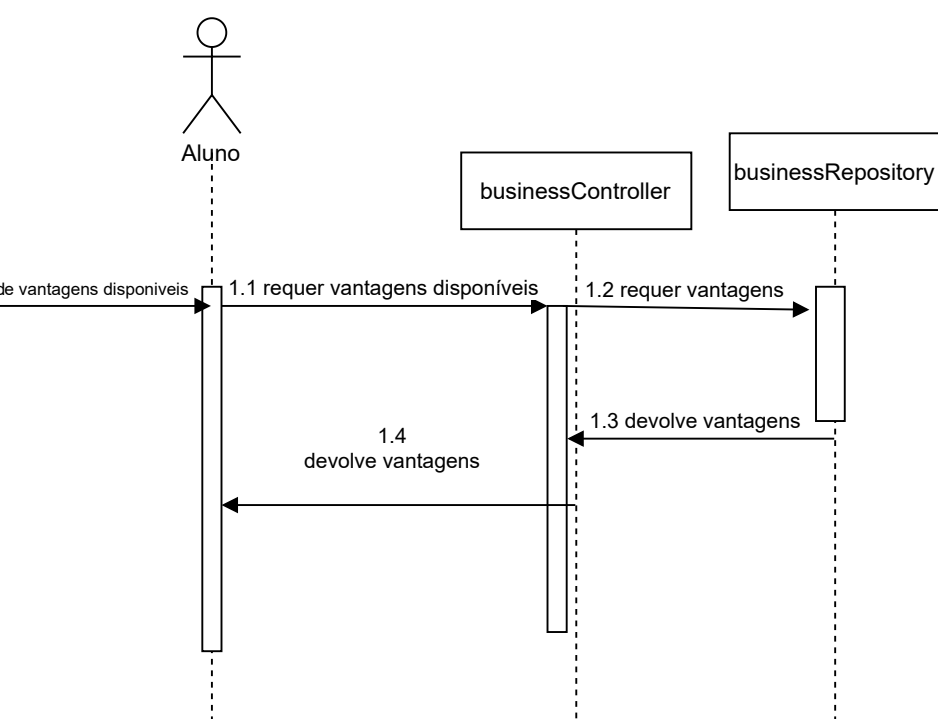 Aluno
businessController
businessRepository
de vantagens disponiveis
1.1 requer vantagens disponíveis
1.2 requer vantagens
1.3 devolve vantagens
1.4
devolve vantagens